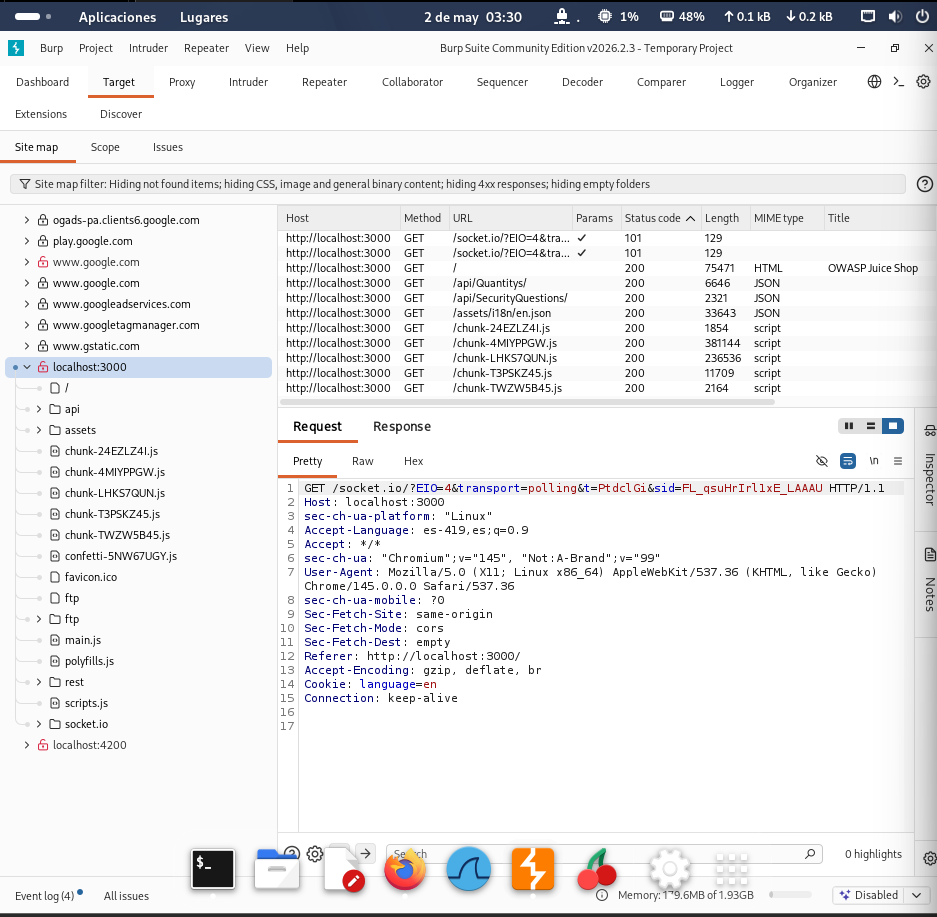 Aplicaciones Lugares 2 de may 03:30 . 1% 48% ↑ 0.1 kB ↓ 0.2 kB
Burp Project Intruder Repeater View Help Burp Suite Community Edition v2026.2.3 - Temporary Project
Dashboard Target Proxy Intruder Repeater Collaborator Sequencer Decoder Comparer Logger Organizer
Extensions Discover
Site map Scope Issues
Site map filter: Hiding not found items; hiding CSS, image and general binary content; hiding 4xx responses; hiding empty folders
ogads-pa.clients6.google.com
play.google.com
www.google.com
www.google.com
www.googleadservices.com
www.googletagmanager.com
www.gstatic.com
localhost:3000
/
api
assets
chunk-24EZLZ4I.js
chunk-4MIYPPGW.js
chunk-LHKS7QUN.js
chunk-T3PSKZ45.js
chunk-TWZW5B45.js
confetti-5NW67UGY.js
favicon.ico
ftp
ftp
main.js
polyfills.js
rest
scripts.js
socket.io
localhost:4200
Host Method URL Params Status code Length MIME type Title
http://localhost:3000 GET /socket.io/?EIO=4&tra... ✓ 101 129
http://localhost:3000 GET /socket.io/?EIO=4&tra... ✓ 101 129
http://localhost:3000 GET / 200 75471 HTML OWASP Juice Shop
http://localhost:3000 GET /api/Quantitys/ 200 6646 JSON
http://localhost:3000 GET /api/SecurityQuestions/ 200 2321 JSON
http://localhost:3000 GET /assets/i18n/en.json 200 33643 JSON
http://localhost:3000 GET /chunk-24EZLZ4I.js 200 1854 script
http://localhost:3000 GET /chunk-4MIYPPGW.js 200 381144 script
http://localhost:3000 GET /chunk-LHKS7QUN.js 200 236536 script
http://localhost:3000 GET /chunk-T3PSKZ45.js 200 11709 script
http://localhost:3000 GET /chunk-TWZW5B45.js 200 2164 script
Request Response
Pretty Raw Hex \n
1 GET /socket.io/?EIO=4&transport=polling&t=PtdclGi&sid=FL_qsuHrIrl1xE_LAAAU HTTP/1.1
2 Host: localhost:3000
3 sec-ch-ua-platform: "Linux"
4 Accept-Language: es-419,es;q=0.9
5 Accept: */*
6 sec-ch-ua: "Chromium";v="145", "Not:A-Brand";v="99"
7 User-Agent: Mozilla/5.0 (X11; Linux x86_64) AppleWebKit/537.36 (KHTML, like Gecko)
Chrome/145.0.0.0 Safari/537.36
8 sec-ch-ua-mobile: ?0
9 Sec-Fetch-Site: same-origin
10 Sec-Fetch-Mode: cors
11 Sec-Fetch-Dest: empty
12 Referer: http://localhost:3000/
13 Accept-Encoding: gzip, deflate, br
14 Cookie: language=en
15 Connection: keep-alive
16
17
Inspector
Notes
$_
Search 0 highlights
Event log (4) All issues Memory: 179.6MB of 1.93GB Disabled